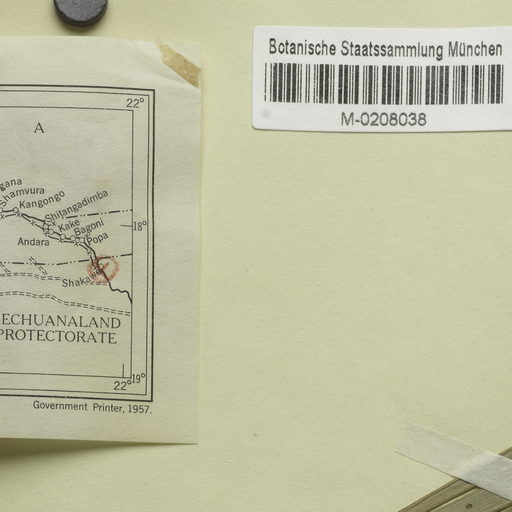 Botanische Staatssammlung München
M-0208038
22°
A
Shamvura
Kangongo
Shitangadimba
Kake
Bagoni
Andara
Popa
18°
Shakawe
ECHUANALAND
PROTECTORATE
22°
19°
Government Printer, 1957.